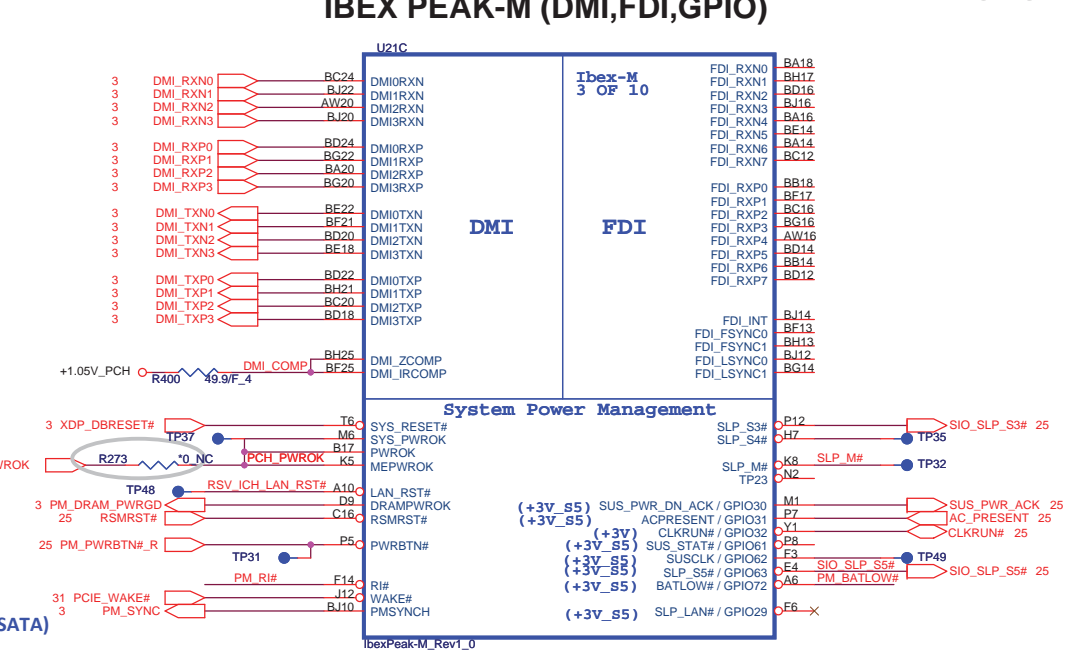 IBEX PEAK-M (DMI,FDI,GPIO)
U21C
Ibex-M
3 OF 10
DMI
FDI
3 DMI_RXN0 BC24 DMI0RXN
3 DMI_RXN1 BJ22 DMI1RXN
3 DMI_RXN2 AW20 DMI2RXN
3 DMI_RXN3 BJ20 DMI3RXN
3 DMI_RXP0 BD24 DMI0RXP
3 DMI_RXP1 BG22 DMI1RXP
3 DMI_RXP2 BA20 DMI2RXP
3 DMI_RXP3 BG20 DMI3RXP
3 DMI_TXN0 BE22 DMI0TXN
3 DMI_TXN1 BF21 DMI1TXN
3 DMI_TXN2 BD20 DMI2TXN
3 DMI_TXN3 BE18 DMI3TXN
3 DMI_TXP0 BD22 DMI0TXP
3 DMI_TXP1 BH21 DMI1TXP
3 DMI_TXP2 BC20 DMI2TXP
3 DMI_TXP3 BD18 DMI3TXP
BH25 DMI_ZCOMP
+1.05V_PCH R400 49.9/F_4 DMI_COMP BF25 DMI_IRCOMP
FDI_RXN0 BA18
FDI_RXN1 BH17
FDI_RXN2 BD16
FDI_RXN3 BJ16
FDI_RXN4 BA16
FDI_RXN5 BE14
FDI_RXN6 BA14
FDI_RXN7 BC12
FDI_RXP0 BB18
FDI_RXP1 BF17
FDI_RXP2 BC16
FDI_RXP3 BG16
FDI_RXP4 AW16
FDI_RXP5 BD14
FDI_RXP6 BB14
FDI_RXP7 BD12
FDI_INT BJ14
FDI_FSYNC0 BF13
FDI_FSYNC1 BH13
FDI_LSYNC0 BJ12
FDI_LSYNC1 BG14
System Power Management
3 XDP_DBRESET# T6 SYS_RESET#
TP37 M6 SYS_PWROK
B17 PWROK
WROK R273 *0_NC PCH_PWROK K5 MEPWROK
TP48 RSV_ICH_LAN_RST# A10 LAN_RST#
3 PM_DRAM_PWRGD D9 DRAMPWROK
25 RSMRST# C16 RSMRST#
25 PM_PWRBTN#_R P5 PWRBTN#
TP31
PM_RI# F14 RI#
31 PCIE_WAKE# J12 WAKE#
3 PM_SYNC BJ10 PMSYNCH
SLP_S3# P12 SIO_SLP_S3# 25
SLP_S4# H7 TP35
SLP_M# K8 SLP_M# TP32
TP23 N2
(+3V_S5) SUS_PWR_DN_ACK / GPIO30 M1 SUS_PWR_ACK 25
(+3V_S5) ACPRESENT / GPIO31 P7 AC_PRESENT 25
(+3V) CLKRUN# / GPIO32 Y1 CLKRUN# 25
(+3V_S5) SUS_STAT# / GPIO61 P8
(+3V_S5) SUSCLK / GPIO62 F3 TP49
(+3V_S5) SLP_S5# / GPIO63 E4 SIO_SLP_S5# SIO_SLP_S5# 25
(+3V_S5) BATLOW# / GPIO72 A6 PM_BATLOW#
(+3V_S5) SLP_LAN# / GPIO29 F6
SATA)
IbexPeak-M_Rev1_0